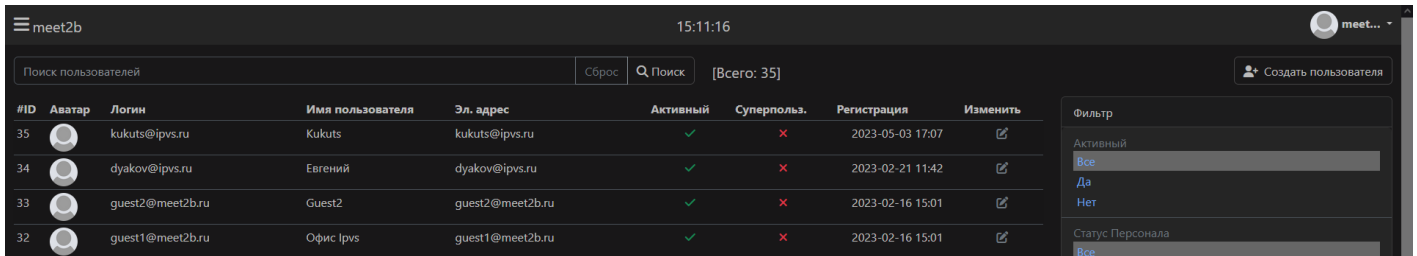 meet2b 15:11:16 meet...
Поиск пользователей Сброс Поиск [Всего: 35] Создать пользователя
#ID Аватар Логин Имя пользователя Эл. адрес Активный Суперпольз. Регистрация Изменить
35 kukuts@ipvs.ru Kukuts kukuts@ipvs.ru 2023-05-03 17:07
34 dyakov@ipvs.ru Евгений dyakov@ipvs.ru 2023-02-21 11:42
33 guest2@meet2b.ru Guest2 guest2@meet2b.ru 2023-02-16 15:01
32 guest1@meet2b.ru Офис Ipvs guest1@meet2b.ru 2023-02-16 15:01
Фильтр
Активный
Все
Да
Нет
Статус Персонала
Все